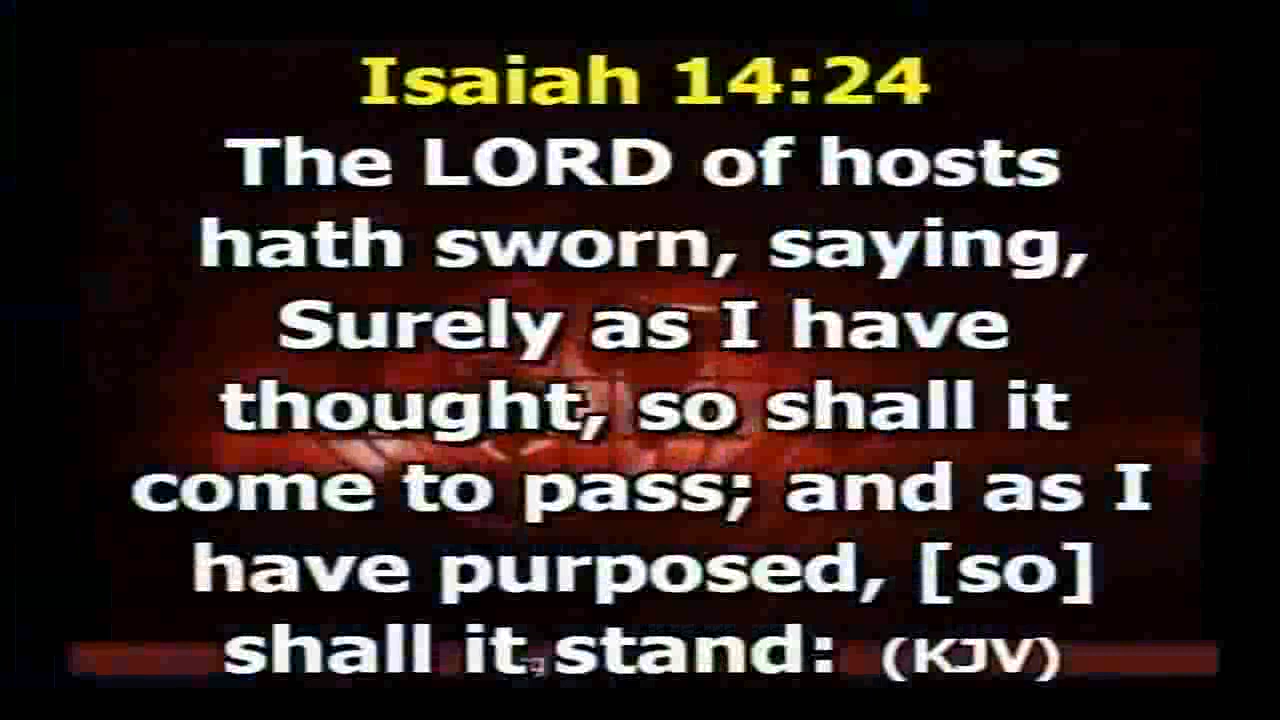 Isaiah 14:24
The LORD of hosts
hath sworn, saying,
Surely as I have
thought, so shall it
come to pass; and as I
have purposed, [so]
shall it stand: (KJV)